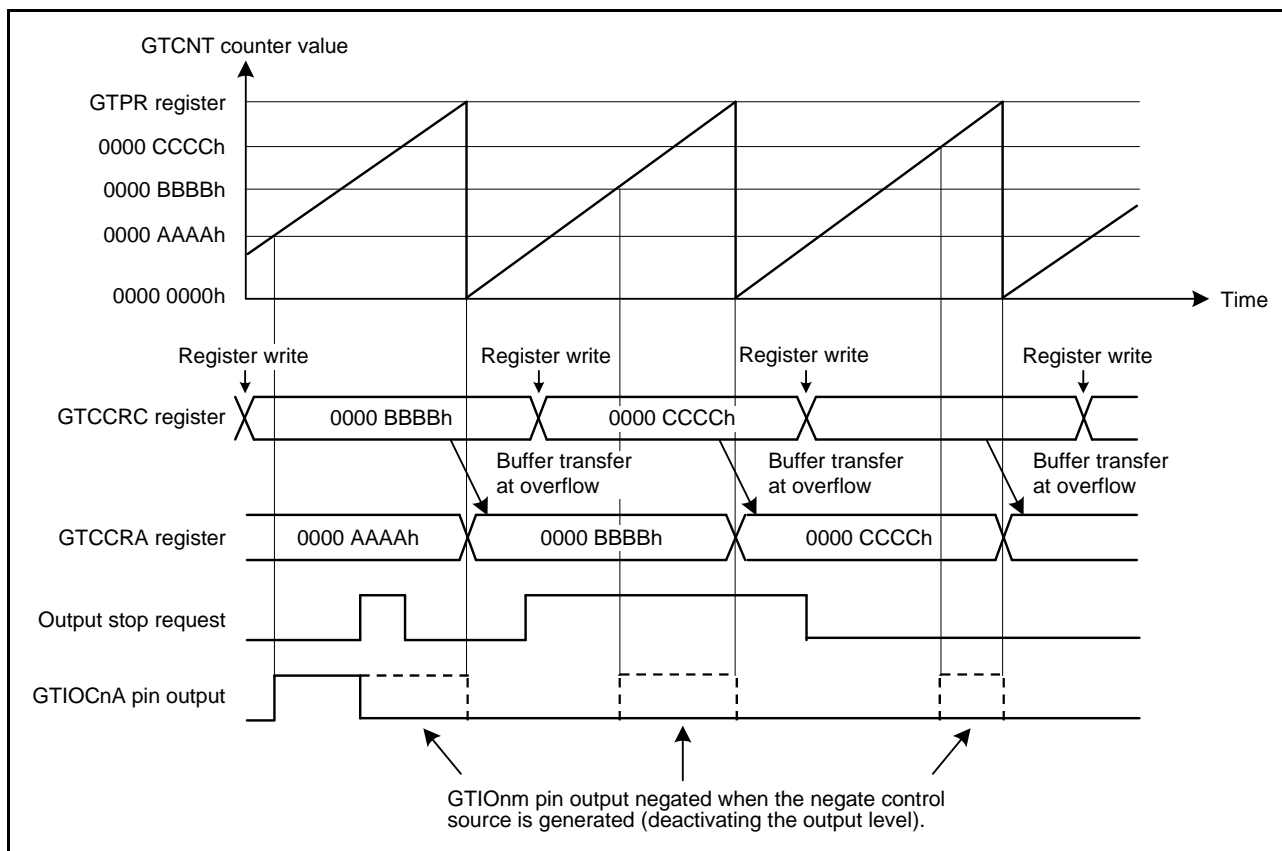 GTCNT counter value
GTPR register
0000 CCCCh
0000 BBBBh
0000 AAAAh
0000 0000h
Time
Register write
Register write
Register write
Register write
GTCCRC register
0000 BBBBh
0000 CCCCh
Buffer transfer
at overflow
Buffer transfer
at overflow
Buffer transfer
at overflow
GTCCRA register
0000 AAAAh
0000 BBBBh
0000 CCCCh
Output stop request
GTIOCnA pin output
GTIOnm pin output negated when the negate control
source is generated (deactivating the output level).